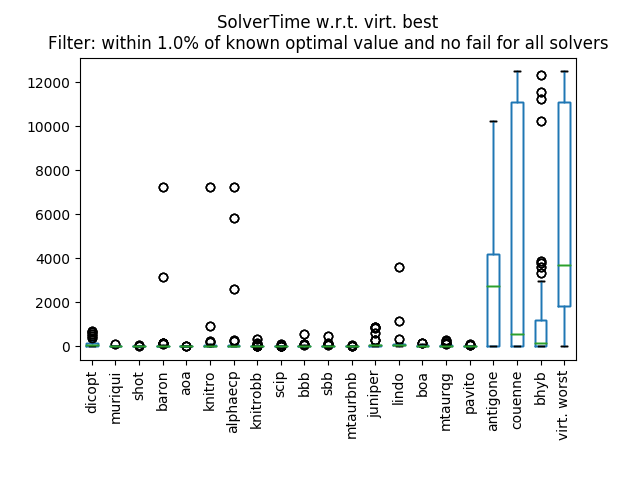 SolverTime w.r.t. virt. best
Filter: within 1.0% of known optimal value and no fail for all solvers
12000
10000
8000
6000
4000
2000
0
dicopt
muriqui
shot
baron
aoa
knitro
alphaecp
knitrobb
scip
bbb
sbb
mtaurbnb
juniper
lindo
boa
mtaurqg
pavito
antigone
couenne
bhyb
virt. worst